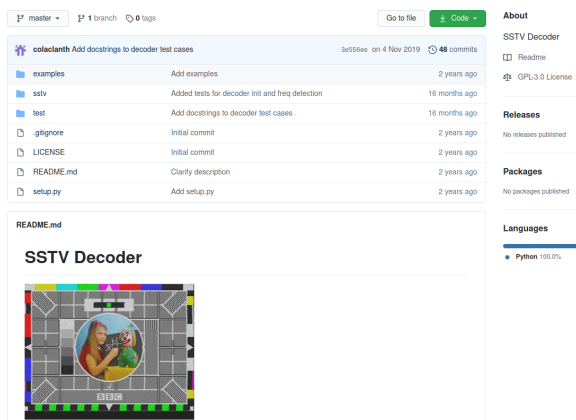 master 1 branch 0 tags Go to file Code
colaclanth Add docstrings to decoder test cases 3e556ee on 4 Nov 2019 48 commits
examples Add examples 2 years ago
sstv Added tests for decoder init and freq detection 16 months ago
test Add docstrings to decoder test cases 16 months ago
.gitignore Initial commit 2 years ago
LICENSE Initial commit 2 years ago
README.md Clarify description 2 years ago
setup.py Add setup.py 2 years ago
README.md
SSTV Decoder
BBC
About
SSTV Decoder
Readme
GPL-3.0 License
Releases
No releases published
Packages
No packages published
Languages
Python 100.0%